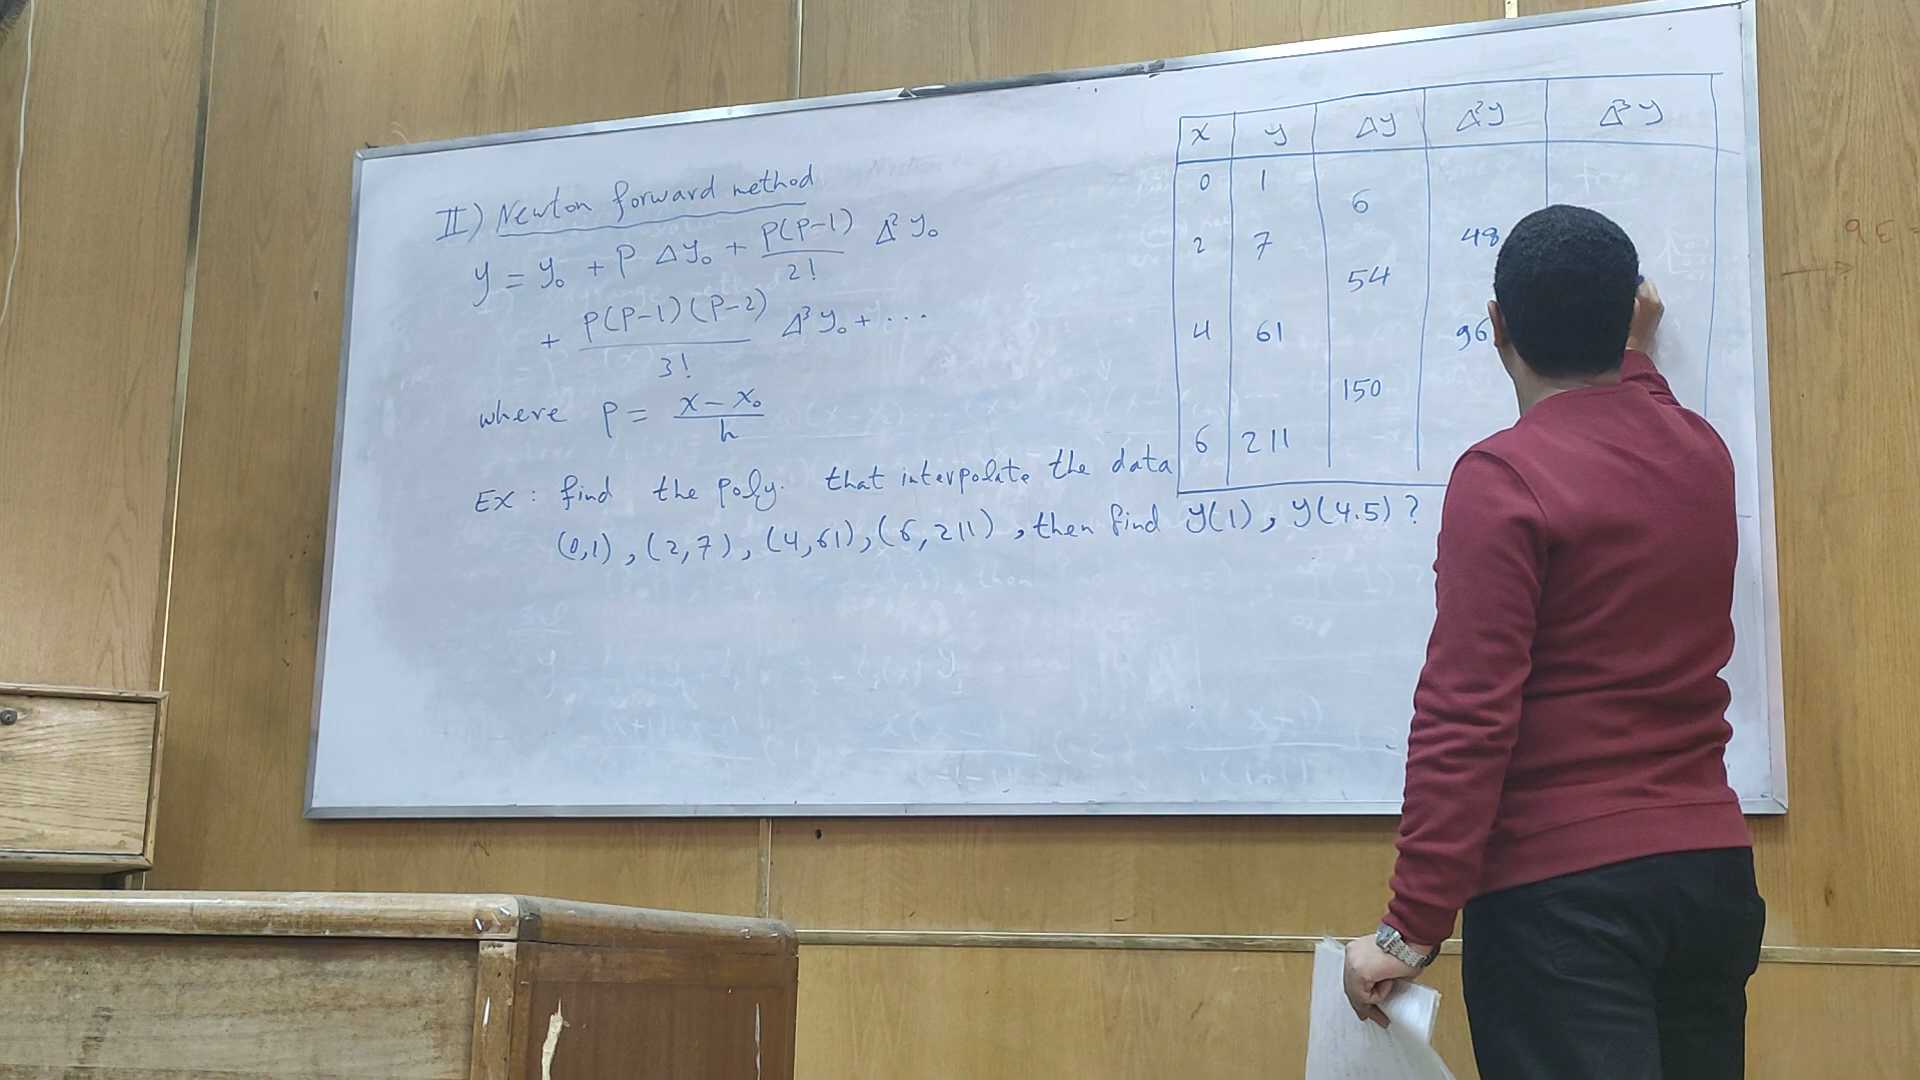 II) Newton forward method
y = y₀ + P Δy₀ + P(P-1)/2! Δ²y₀
+ P(P-1)(P-2)/3! Δ³y₀ + ...
where P = x - x₀/h
EX : find the poly. that interpolate the data
(0,1), (2,7), (4,61), (6,211), then find y(1), y(4.5)?
x y Δy Δ²y Δ³y
0 1
6
2 7 48
54
4 61 96
150
6 211